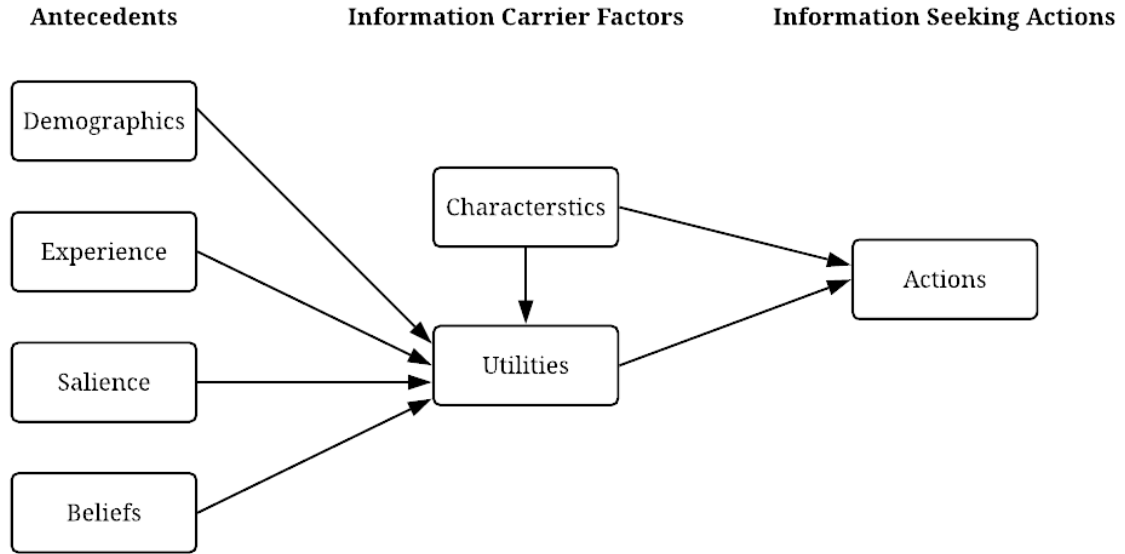 Antecedents
Information Carrier Factors
Information Seeking Actions
Demographics
Experience
Salience
Beliefs
Characterstics
Utilities
Actions